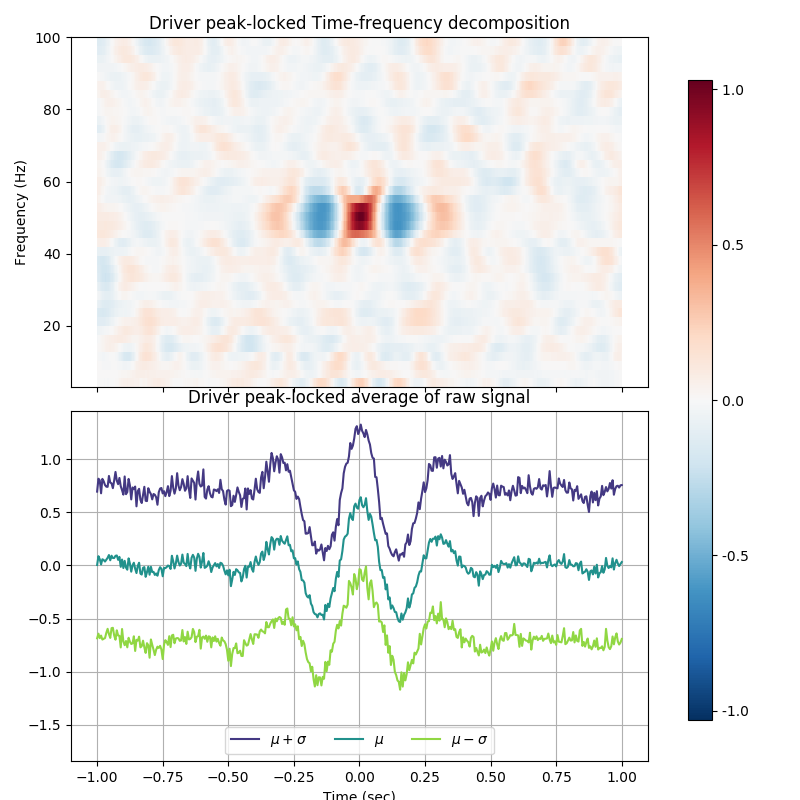 Driver peak-locked Time-frequency decomposition
100
80
60
40
20
Frequency (Hz)
1.0
0.5
0.0
-0.5
-1.0
Driver peak-locked average of raw signal
1.0
0.5
0.0
−0.5
−1.0
−1.5
μ + σ μ μ − σ
−1.00 −0.75 −0.50 −0.25 0.00 0.25 0.50 0.75 1.00
Time (sec)